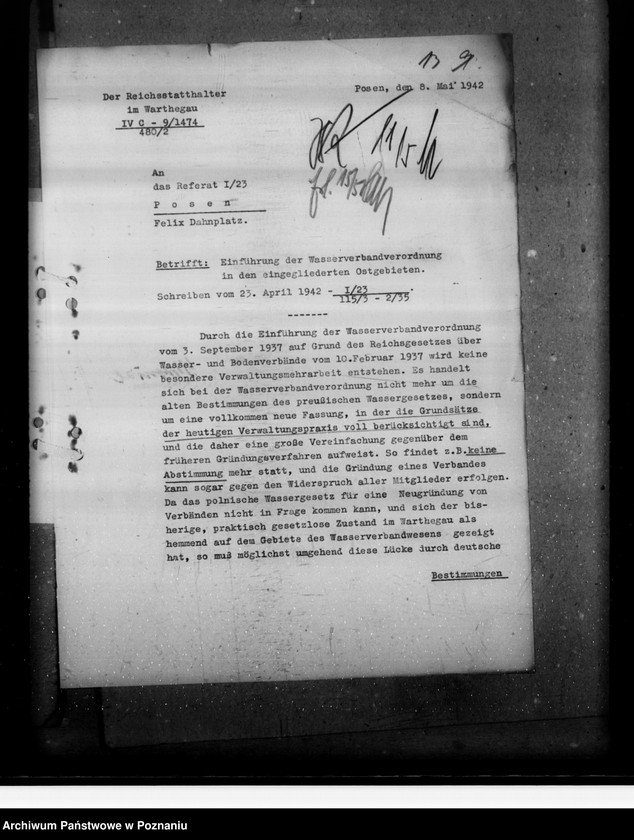 Der Reichsstatthalter
im Warthegau
IV C - 9/1474
480/2
Posen, den 8. Mai 1942
11/5
15/5
An
das Referat I/23
P o s e n
Felix Dahnplatz.
Betrifft: Einführung der Wasserverbandverordnung
in den eingegliederten Ostgebieten.
Schreiben vom 23. April 1942 - I/23
115/3 - 2/35
Durch die Einführung der Wasserverbandverordnung
vom 3. September 1937 auf Grund des Reichsgesetzes über
Wasser- und Bodenverbände vom 10.Februar 1937 wird keine
besondere Verwaltungsmehrarbeit entstehen. Es handelt
sich bei der Wasserverbandverordnung nicht mehr um die
alten Bestimmungen des preußischen Wassergesetzes, sondern
um eine vollkommen neue Fassung, in der die Grundsätze
der heutigen Verwaltungspraxis voll berücksichtigt sind,
und die daher eine große Vereinfachung gegenüber dem
früheren Gründungsverfahren aufweist. So findet z.B.keine
Abstimmung mehr statt, und die Gründung eines Verbandes
kann sogar gegen den Widerspruch aller Mitglieder erfolgen.
Da das polnische Wassergesetz für eine Neugründung von
Verbänden nicht in Frage kommen kann, und sich der bis-
herige, praktisch gesetzlose Zustand im Warthegau als
hemmend auf dem Gebiete des Wasserverbandwesens gezeigt
hat, so muß möglichst umgehend diese Lücke durch deutsche
Bestimmungen
Archiwum Państwowe w Poznaniu